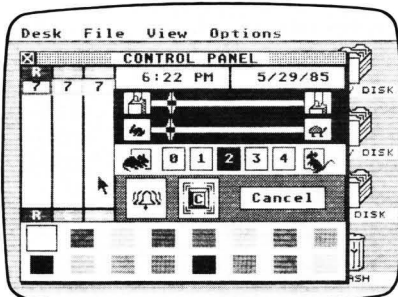 Desk File View Options
CONTROL PANEL
R
7 7 7
6:22 PM 5/29/85
DISK
0 1 2 3 4
DISK
C Cancel
R
DISK
ASH